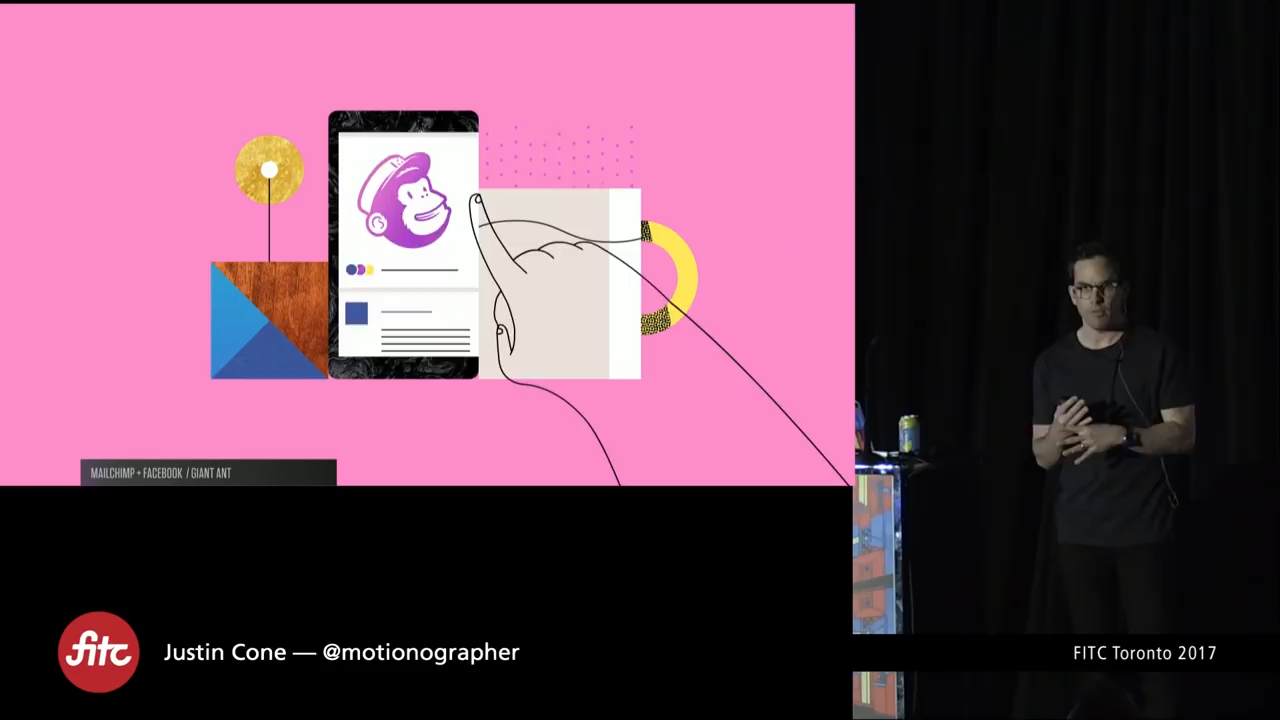 MAILCHIMP + FACEBOOK / GIANT ANT
fitc
Justin Cone — @motionographer
FITC Toronto 2017